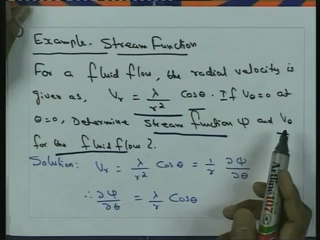 Example. Stream Function
For a fluid flow, the radial velocity is
given as, Vr = λ/r² Cosθ. If Vθ=0 at
θ=0, Determine stream function ψ and Vθ
for the fluid flow?
Solution: Vr = λ/r² Cosθ = 1/r ∂ψ/∂θ
∴ ∂ψ/∂θ = λ/r Cosθ